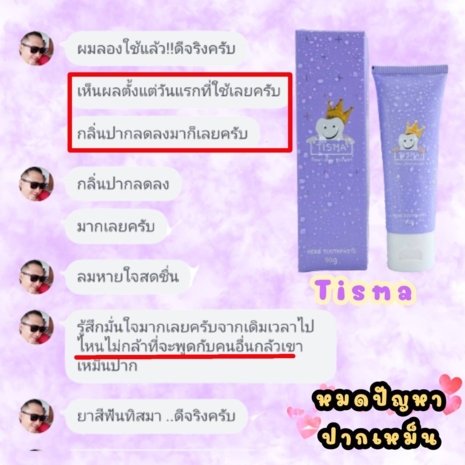 ผมลองใช้แล้ว!!ดีจริงครับ
เห็นผลตั้งแต่วันแรกที่ใช้เลยครับ
กลิ่นปากลดลงมาก็เลยครับ
กลิ่นปากลดลง
มากเลยครับ
ลมหายใจสดชื่น
รู้สึกมั่นใจมากเลยครับจากเดิมเวลาไป
ไหนไม่กล้าที่จะพูดกับคนอื่นกลัวเขา
เหม็นปาก
ยาสีฟันทิสมา ..ดีจริงครับ
TISMA
HERB TOOTHPASTE
50g
TISMA
Tisma
หมดปัญหา
ปากเหม็น